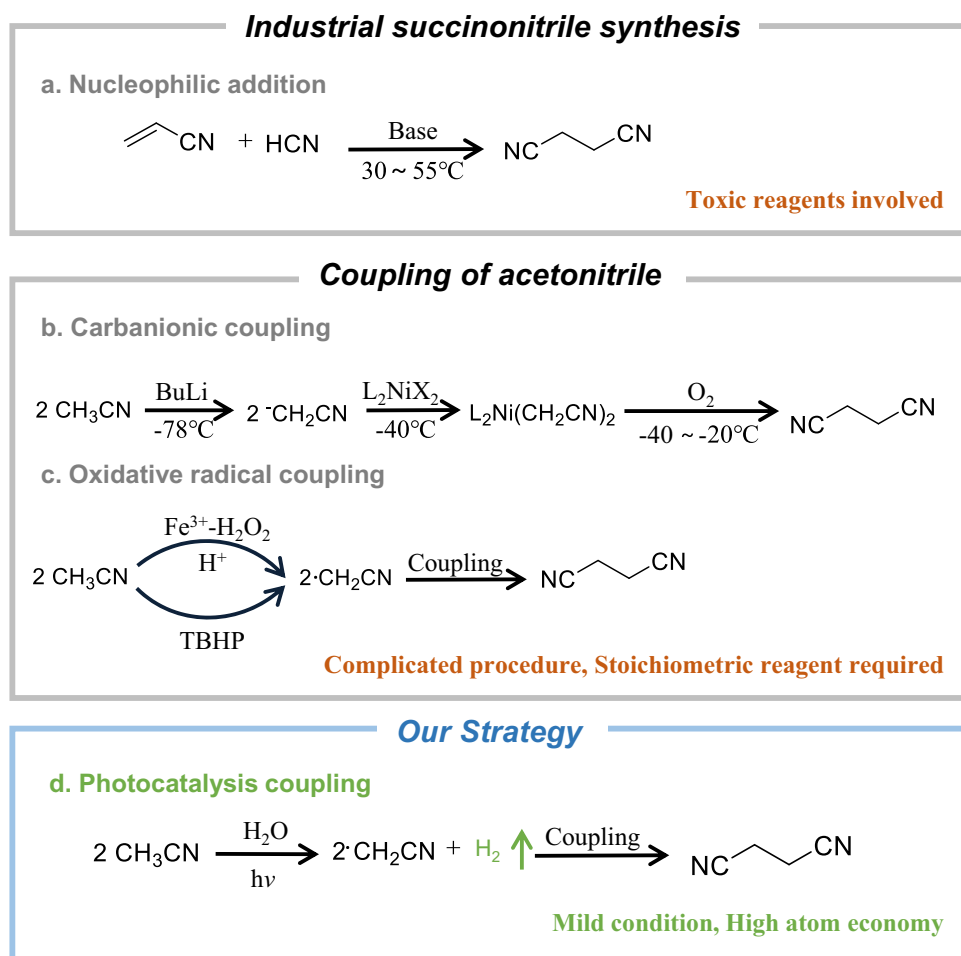 Industrial succinonitrile synthesis
a. Nucleophilic addition
CN + HCN Base NC CN
30 ~ 55℃
Toxic reagents involved
Coupling of acetonitrile
b. Carbanionic coupling
2 CH₃CN BuLi 2 ⁻CH₂CN L₂NiX₂ L₂Ni(CH₂CN)₂ O₂ NC CN
-78℃ -40℃ -40 ~ -20℃
c. Oxidative radical coupling
Fe³⁺-H₂O₂
H⁺
2 CH₃CN 2·CH₂CN Coupling NC CN
TBHP
Complicated procedure, Stoichiometric reagent required
Our Strategy
d. Photocatalysis coupling
2 CH₃CN H₂O 2·CH₂CN + H₂ Coupling NC CN
hν
Mild condition, High atom economy